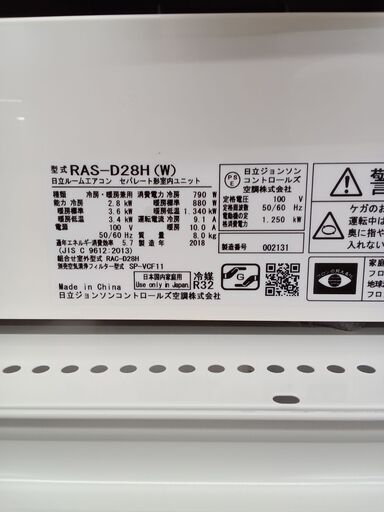 型式 RAS-D28H(W)
日立ルームエアコン セパレート形室内ユニット
種類 冷房・暖房兼用 消費電力 冷房 790 W
能力 冷房 2.8 kW 暖房標準 880 W
暖房標準 3.6 kW 暖房低温 1.340 kW
暖房低温 3.4 kW 運転電流 冷房 9.1 A
電源 100 V 暖房 10.0 A
50/60 Hz 質量 8.0 kg
通年エネルギー消費効率 5.7 製造年 2018
(JIS C 9612:2013)
組合せ室外型式 RAC-D28H
別売空気清浄フィルター型式 SP-VCF11
Made in China
日本国内家庭用
Use only in Japan
冷媒
R32
日立ジョンソンコントロールズ空調株式会社
PS
E
日立ジョンソン
コントロールズ
空調株式会社
定格電圧 100 V
定格周波数 50/60 Hz
電動機の定
格消費電力 1.250 kW
製造番号 002131
G
警
ケガのお
運転中は
奥に指や
入れない
家庭
フロ
地球
フロ